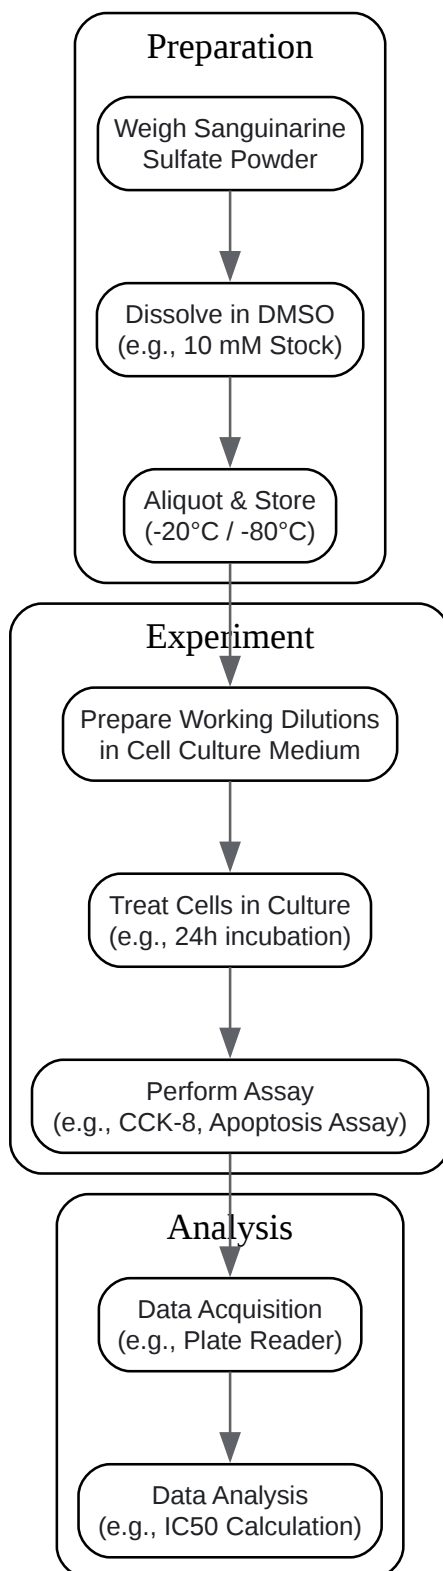 Preparation
Weigh Sanguinarine
Sulfate Powder
Dissolve in DMSO
(e.g., 10 mM Stock)
Aliquot & Store
(-20°C / -80°C)
Experiment
Prepare Working Dilutions
in Cell Culture Medium
Treat Cells in Culture
(e.g., 24h incubation)
Perform Assay
(e.g., CCK-8, Apoptosis Assay)
Analysis
Data Acquisition
(e.g., Plate Reader)
Data Analysis
(e.g., IC50 Calculation)